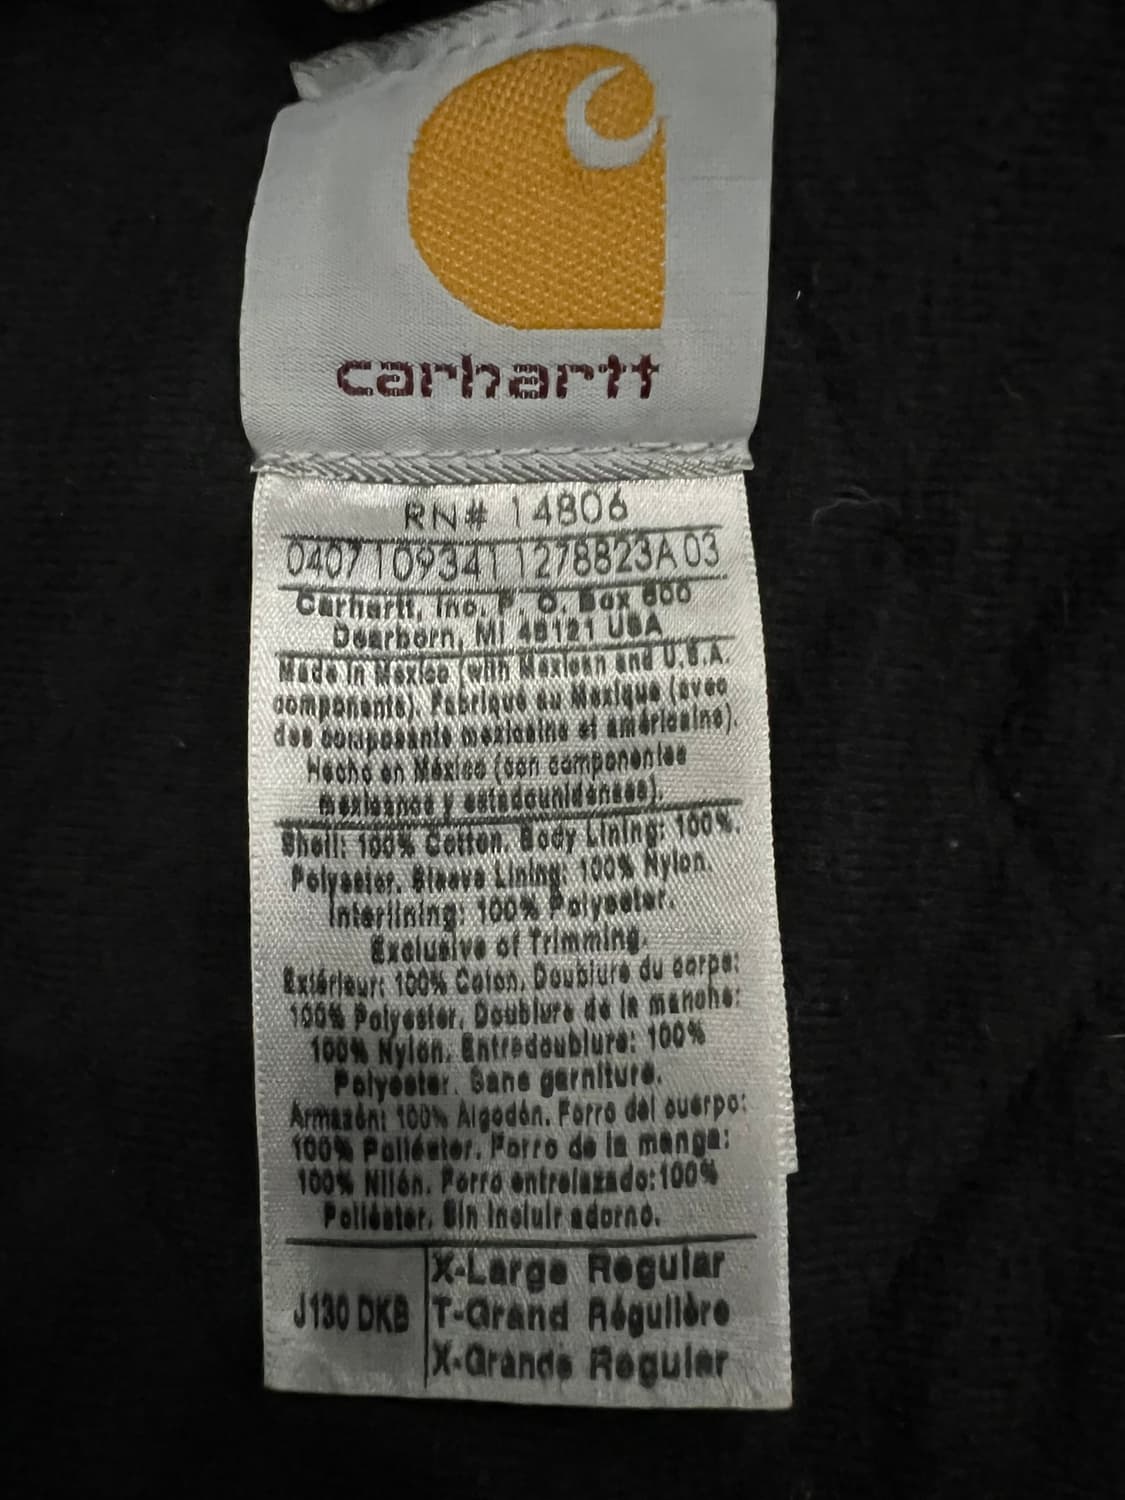 carhartt
RN# 14806
0407109341 1278823A 03
Carhartt, Inc. P. O. Box 600
Dearborn, MI 48121 USA
Made In Mexico (with Mexican and U.S.A.
components). Fabriqué au Mexique (avec
des composants mexicains et américains).
Hecho en México (con componentes
mexicanos y estadounidenses).
Shell: 100% Cotton. Body Lining: 100%
Polyester. Sleeve Lining: 100% Nylon.
Interlining: 100% Polyester.
Exclusive of Trimming.
Extérieur: 100% Coton. Doublure du corps:
100% Polyester. Doublure de la manche:
100% Nylon. Entredoublure: 100%
Polyester. Sans garniture.
Armazón: 100% Algodón. Forro del cuerpo:
100% Poliéster. Forro de la manga:
100% Nilón. Forro entrelazado: 100%
Poliéster. Sin Incluir adorno.
J130 DKB
X-Large Regular
T-Grand Régulière
X-Grande Regular